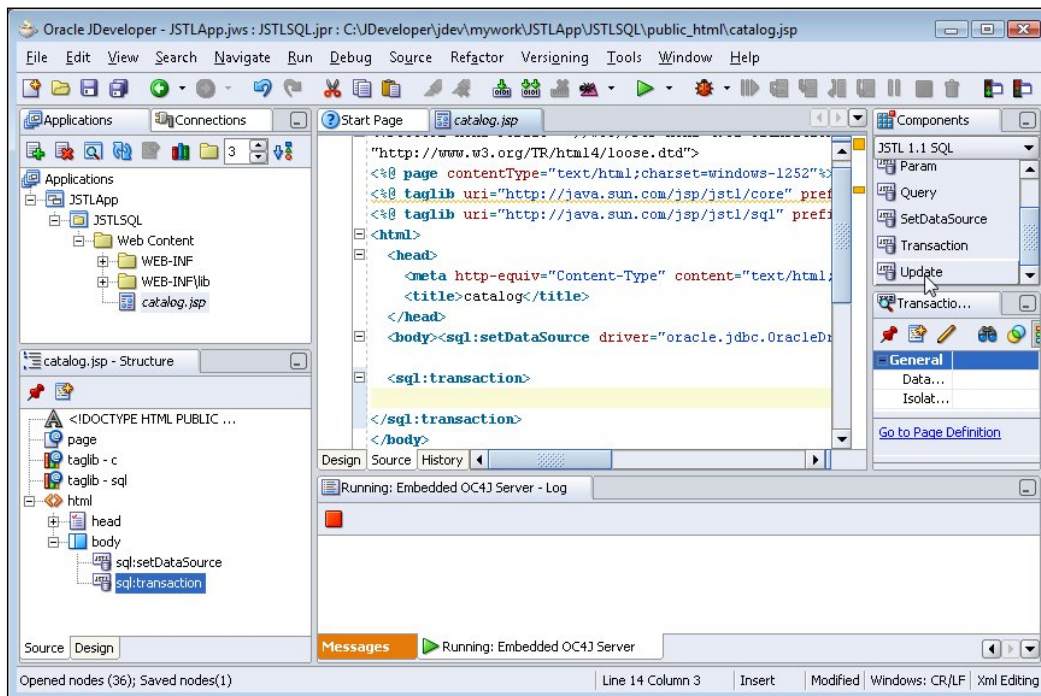 Oracle JDeveloper - JSTLApp.jws : JSTLSQL.jpr : C:\JDeveloper\jdev\mywork\JSTLApp\JSTLSQL\public_html\catalog.jsp
File Edit View Search Navigate Run Debug Source Refactor Versioning Tools Window Help
Applications Connections
3
Applications
JSTLApp
JSTLSQL
Web Content
WEB-INF
WEB-INF\lib
catalog.jsp
catalog.jsp - Structure
<!DOCTYPE HTML PUBLIC ...
page
taglib - c
taglib - sql
html
head
body
sql:setDataSource
sql:transaction
Source Design
Start Page catalog.jsp
"http://www.w3.org/TR/html4/loose.dtd">
<%@ page contentType="text/html;charset=windows-1252"%>
<%@ taglib uri="http://java.sun.com/jsp/jstl/core" pref
<%@ taglib uri="http://java.sun.com/jsp/jstl/sql" prefi
<html>
<head>
<meta http-equiv="Content-Type" content="text/html;
<title>catalog</title>
</head>
<body><sql:setDataSource driver="oracle.jdbc.OracleDr
<sql:transaction>
</sql:transaction>
</body>
Design Source History
Components
JSTL 1.1 SQL
Param
Query
SetDataSource
Transaction
Update
Transactio...
General
Data...
Isolat...
Go to Page Definition
Running: Embedded OC4J Server - Log
Messages Running: Embedded OC4J Server
Opened nodes (36); Saved nodes(1) Line 14 Column 3 Insert Modified Windows: CR/LF Xml Editing